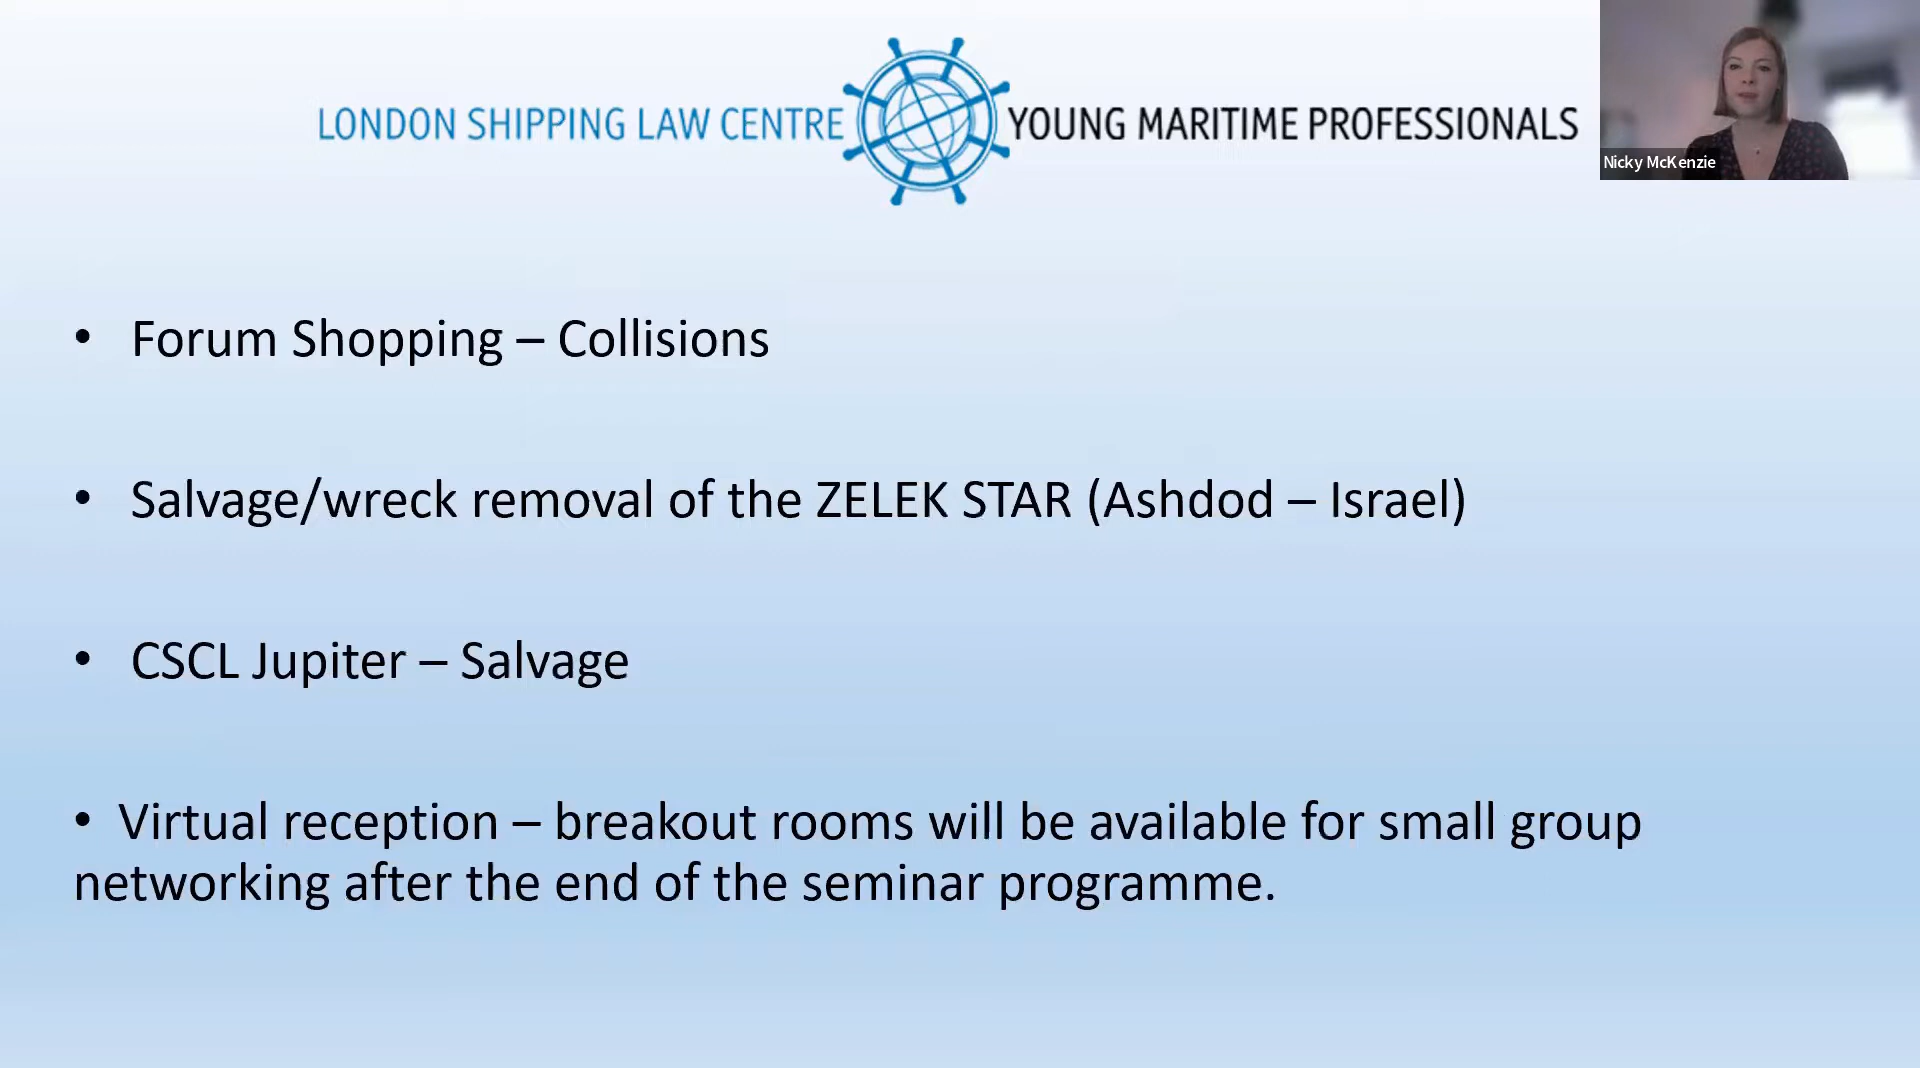 LONDON SHIPPING LAW CENTRE YOUNG MARITIME PROFESSIONALS
Nicky McKenzie
• Forum Shopping – Collisions
• Salvage/wreck removal of the ZELEK STAR (Ashdod – Israel)
• CSCL Jupiter – Salvage
• Virtual reception – breakout rooms will be available for small group
networking after the end of the seminar programme.